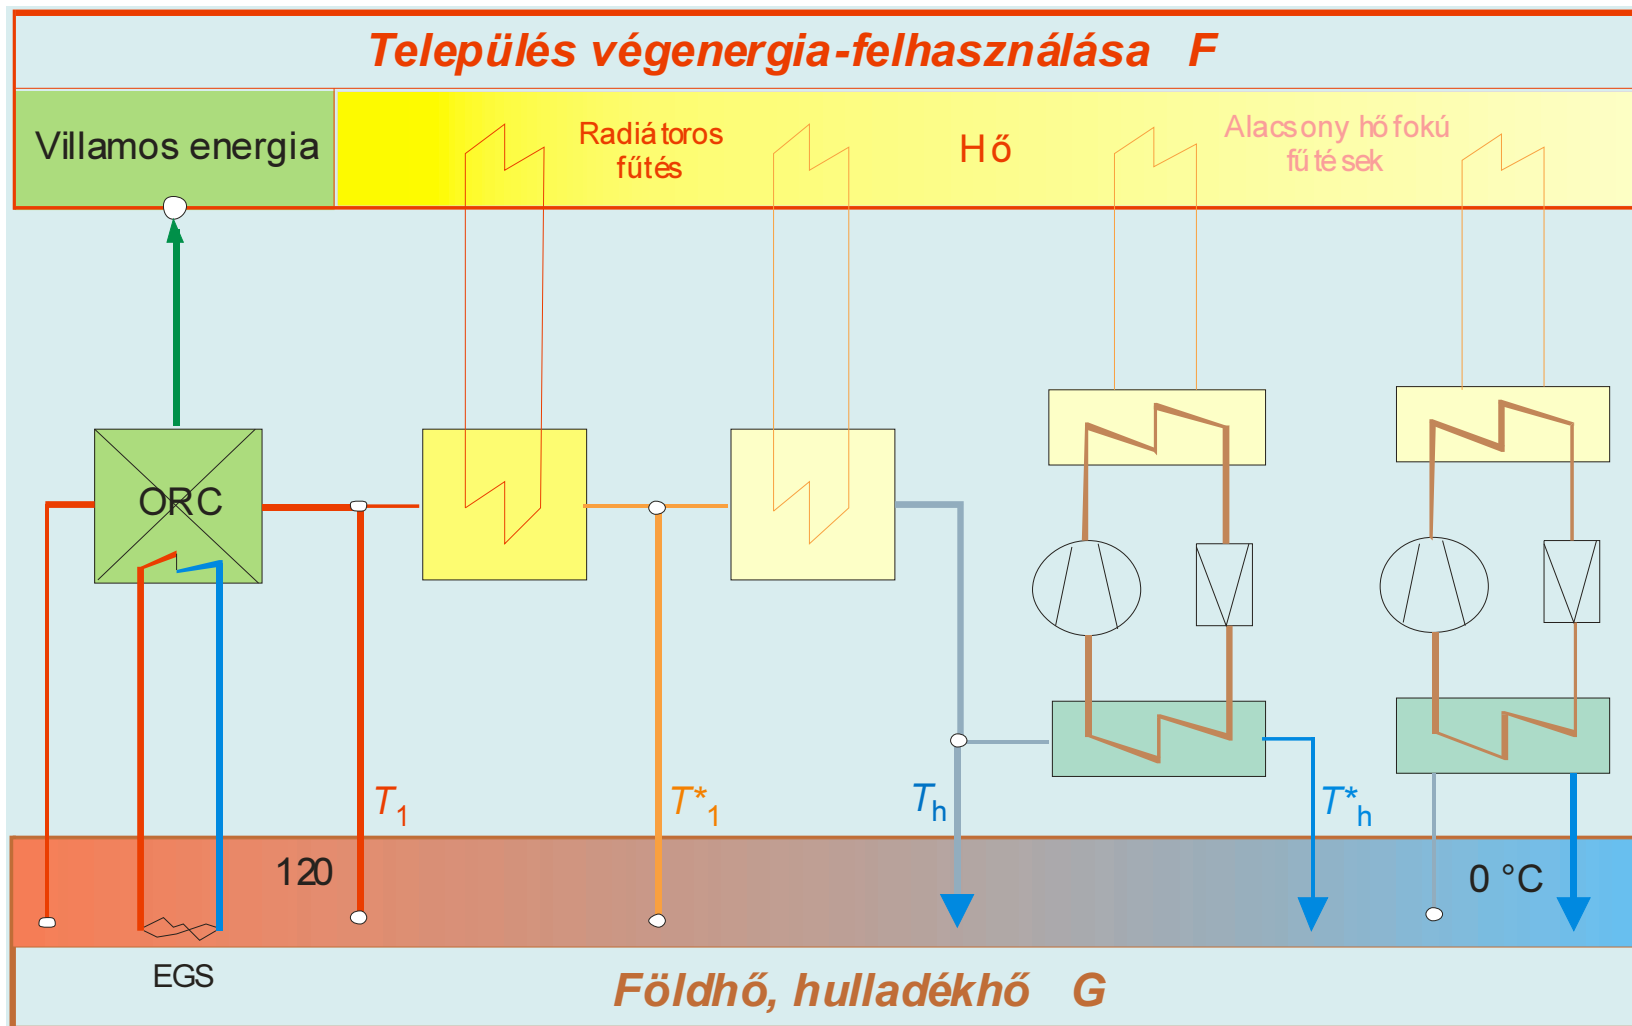 Település végenergia-felhasználása F
Villamos energia
Radiátoros
fűtés
Hő
Alacsony hőfokú
fűtések
ORC
T1
T*1
Th
T*h
120
0 °C
EGS
Földhő, hulladékhő G